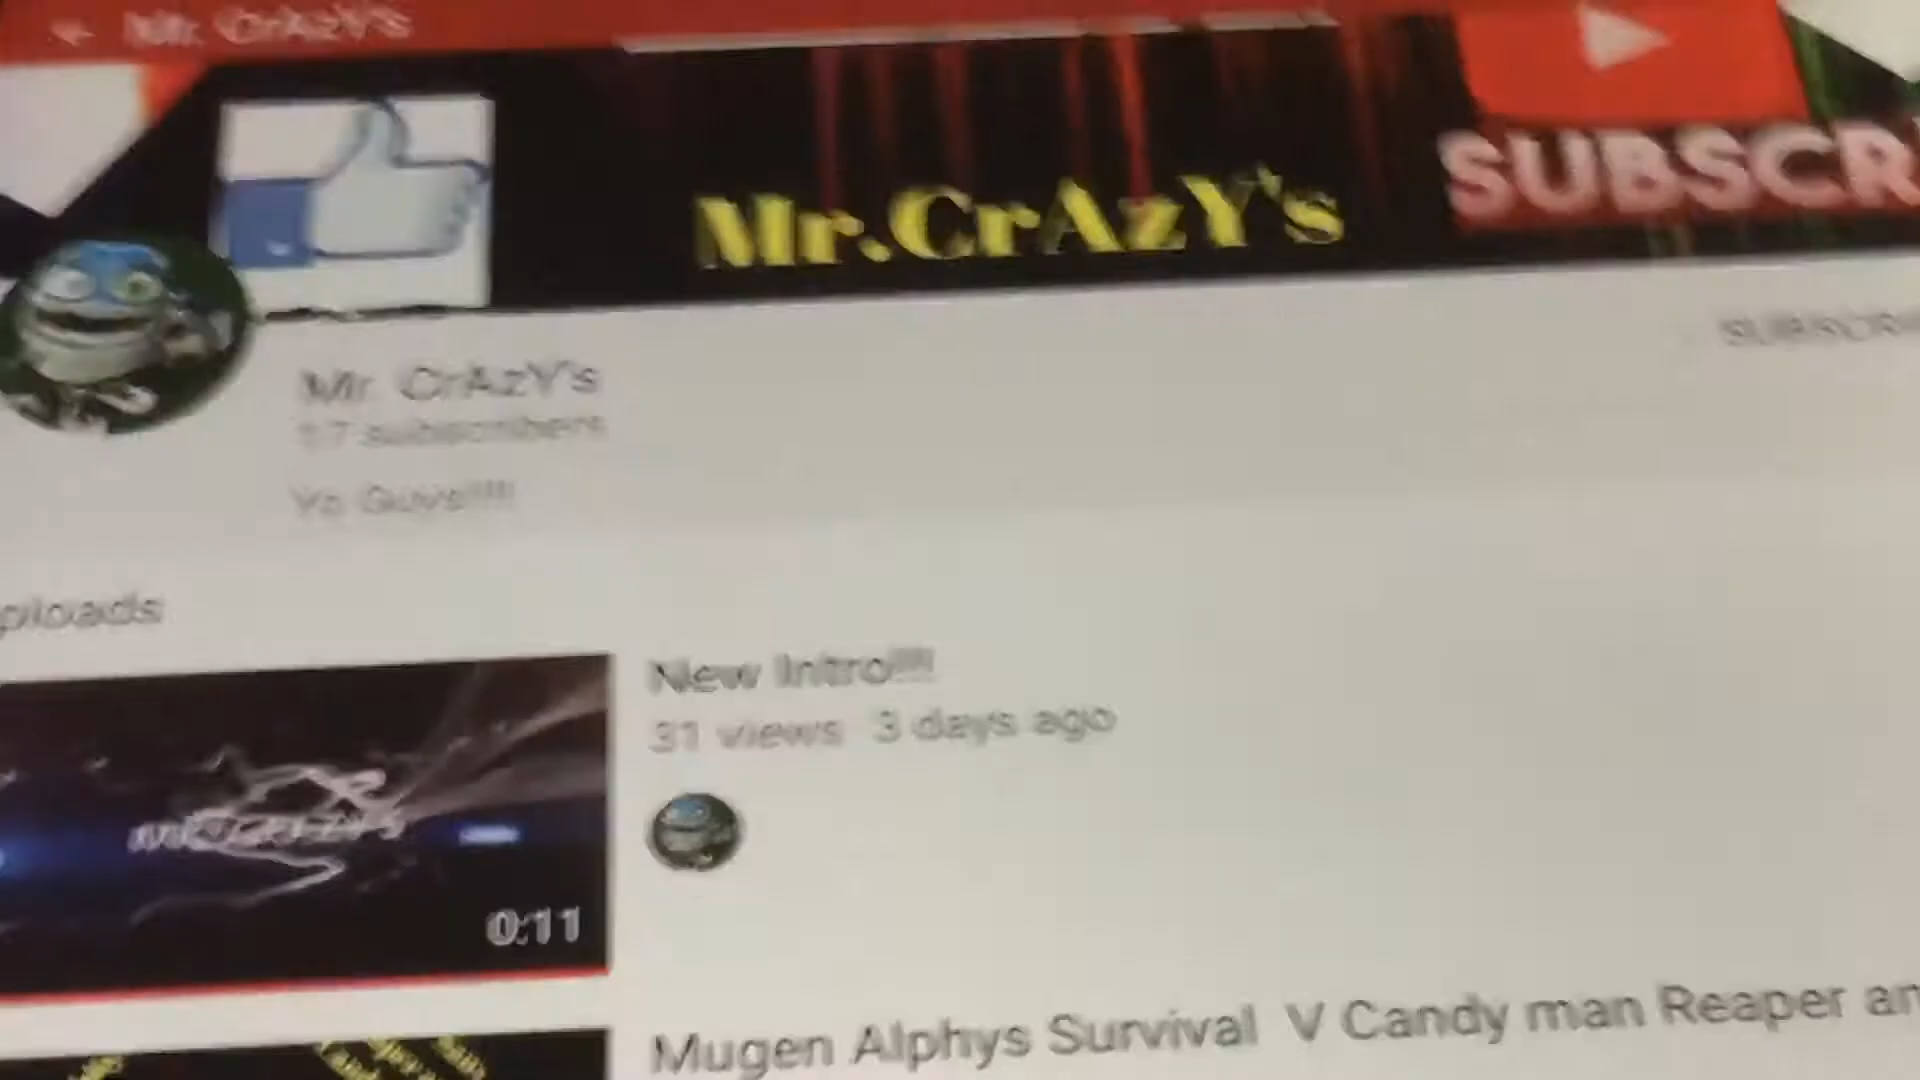 Mr. CrAzY's
Mr.CrAzY's
SUBSCR
Mr. CrAzY's
SUBSCR
17 subscribers
Yo Guys!!!!
ploads
New Intro!!!!
31 views 3 days ago
0:11
Mugen Alphys Survival V Candy man Reaper an